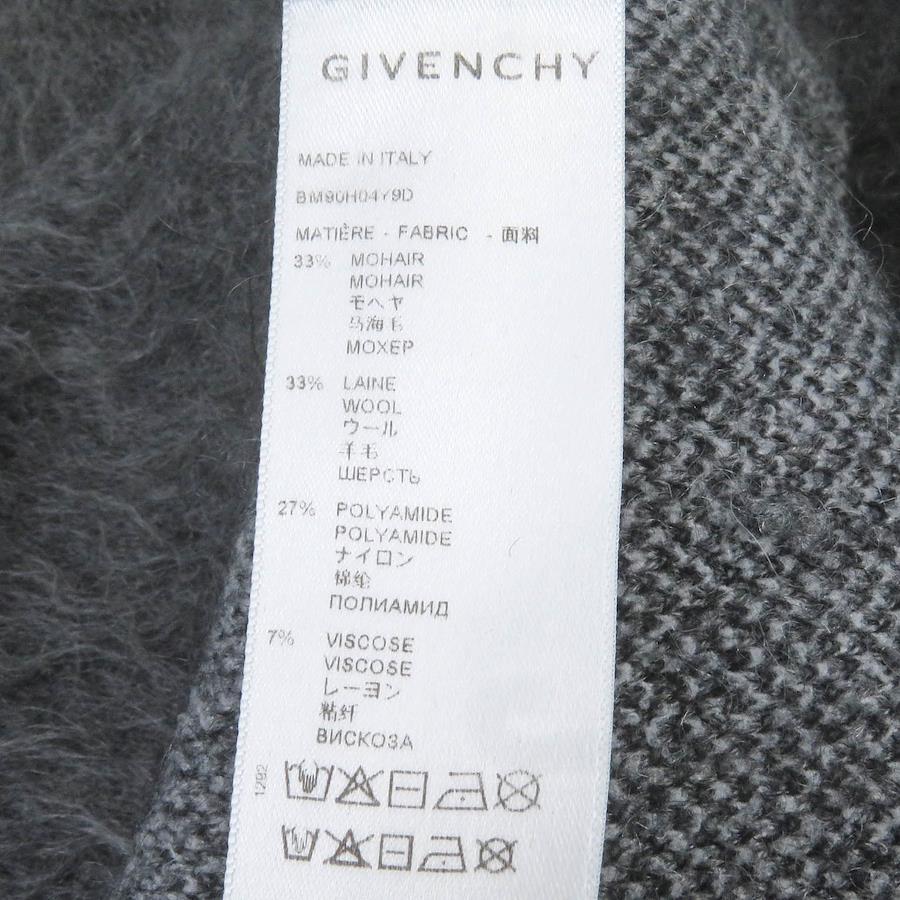 GIVENCHY
MADE IN ITALY
BM90H04Y9D
MATIÈRE - FABRIC - 面料
33% MOHAIR
MOHAIR
モヘヤ
马海毛
МОХЕР
33% LAINE
WOOL
ウール
羊毛
ШЕРСТЬ
27% POLYAMIDE
POLYAMIDE
ナイロン
锦纶
ПОЛИАМИД
7% VISCOSE
VISCOSE
レーヨン
粘纤
ВИСКОЗА
1292